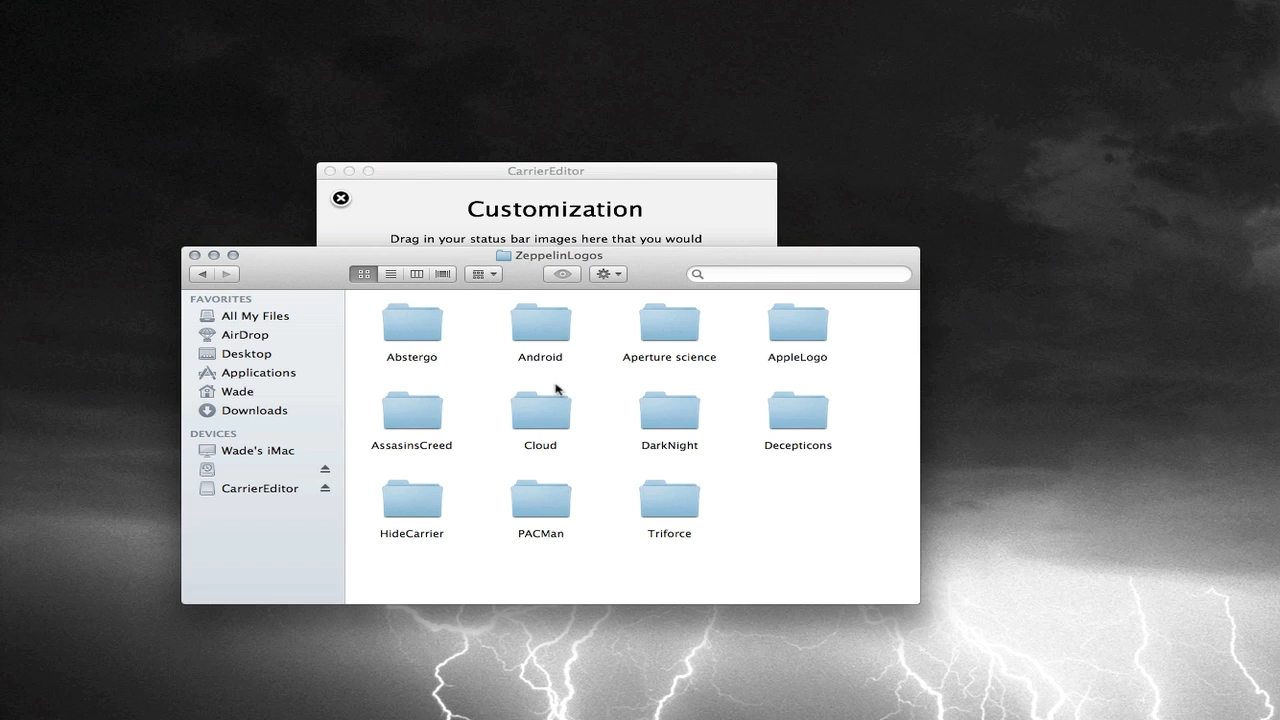 CarrierEditor
Customization
Drag in your status bar images here that you would
ZeppelinLogos
FAVORITES
All My Files
AirDrop
Desktop
Applications
Wade
Downloads
DEVICES
Wade's iMac
CarrierEditor
Abstergo
Android
Aperture science
AppleLogo
AssasinsCreed
Cloud
DarkNight
Decepticons
HideCarrier
PACMan
Triforce